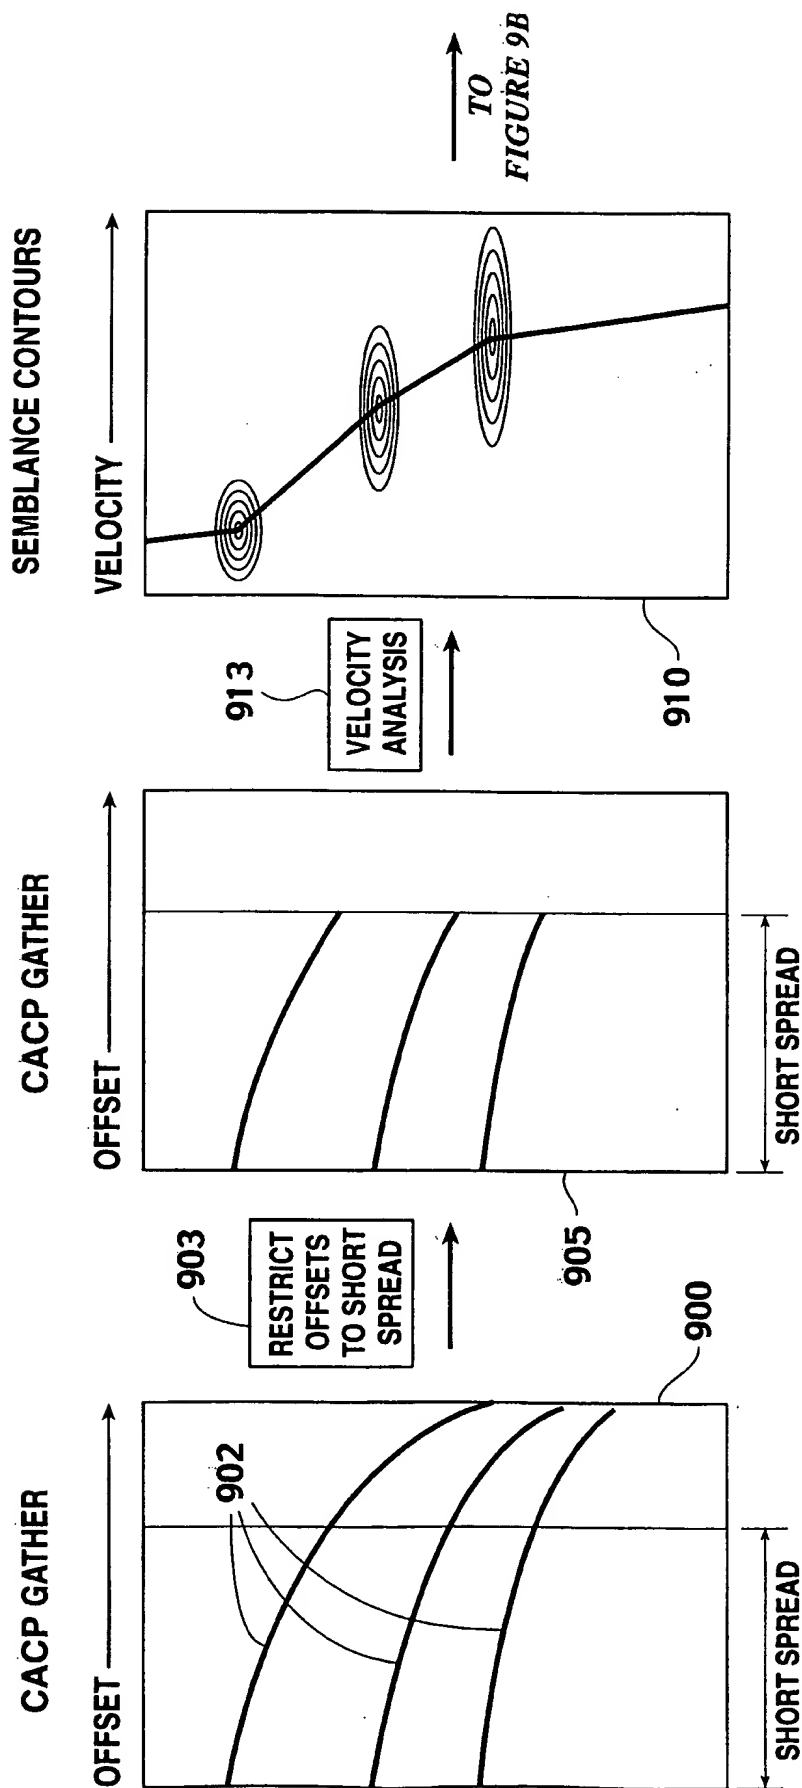 CACP GATHER
OFFSET
902
900
SHORT SPREAD
903
RESTRICT
OFFSETS
TO SHORT
SPREAD
CACP GATHER
OFFSET
905
SHORT SPREAD
913
VELOCITY
ANALYSIS
SEMBLANCE CONTOURS
VELOCITY
910
TO
FIGURE 9B